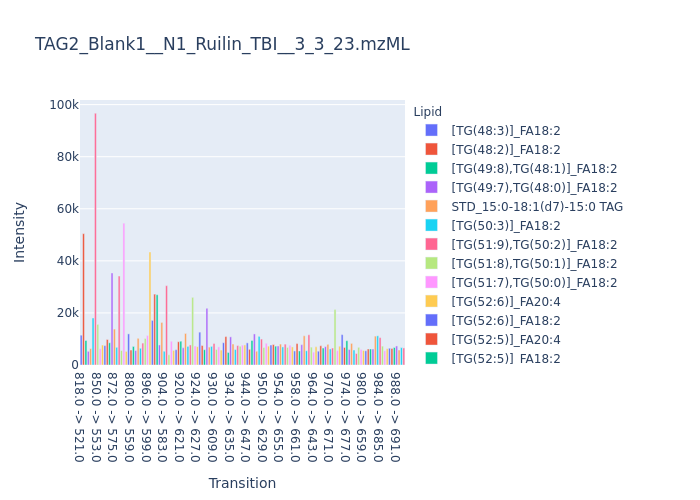 TAG2_Blank1__N1_Ruilin_TBI__3_3_23.mzML
Lipid
[TG(48:3)]_FA18:2
[TG(48:2)]_FA18:2
[TG(49:8),TG(48:1)]_FA18:2
[TG(49:7),TG(48:0)]_FA18:2
STD_15:0-18:1(d7)-15:0 TAG
[TG(50:3)]_FA18:2
[TG(51:9),TG(50:2)]_FA18:2
[TG(51:8),TG(50:1)]_FA18:2
[TG(51:7),TG(50:0)]_FA18:2
[TG(52:6)]_FA20:4
[TG(52:6)]_FA18:2
[TG(52:5)]_FA20:4
[TG(52:5)]_FA18:2
Intensity
100k
80k
60k
40k
20k
0
818.0 -> 521.0
850.0 -> 553.0
872.0 -> 575.0
880.0 -> 559.0
896.0 -> 599.0
904.0 -> 583.0
920.0 -> 621.0
924.0 -> 627.0
930.0 -> 609.0
934.0 -> 635.0
944.0 -> 647.0
950.0 -> 629.0
954.0 -> 655.0
958.0 -> 661.0
964.0 -> 643.0
970.0 -> 671.0
974.0 -> 677.0
980.0 -> 659.0
984.0 -> 685.0
988.0 -> 691.0
Transition